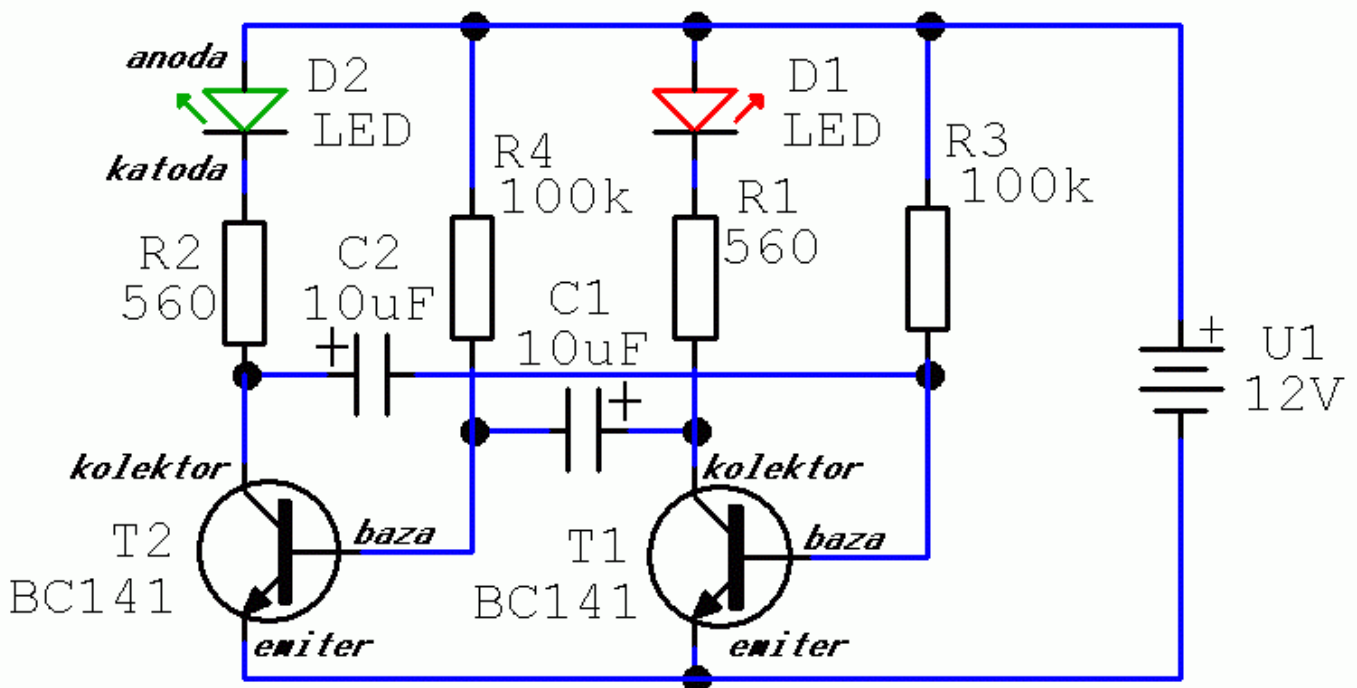 anoda
D2
LED
katoda
R4
100k
D1
LED
R3
100k
R2
560
C2
10uF
C1
10uF
R1
560
+
+
+
U1
12V
kolektor
T2
BC141
baza
emiter
kolektor
T1
BC141
baza
emiter